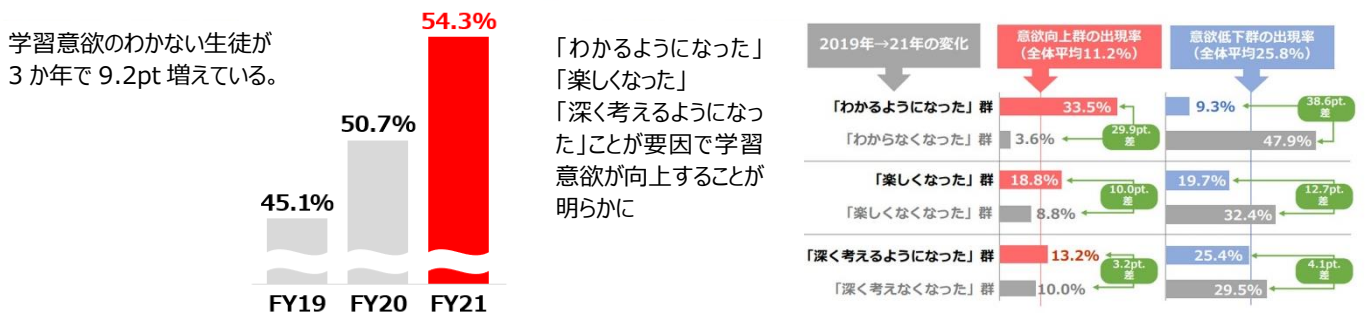 学習意欲のわかない生徒が
3 か年で 9.2pt 増えている。
54.3%
50.7%
45.1%
FY19 FY20 FY21
「わかるようになった」
「楽しくなった」
「深く考えるようになっ
た」ことが要因で学習
意欲が向上することが
明らかに
2019年→21年の変化
意欲向上群の出現率
（全体平均11.2%）
意欲低下群の出現率
（全体平均25.8%）
「わかるようになった」群 33.5% 9.3%
29.9pt.
差
38.6pt.
差
「わからなくなった」群 3.6% 47.9%
「楽しくなった」群 18.8% 19.7%
10.0pt.
差
12.7pt.
差
「楽しくなくなった」群 8.8% 32.4%
「深く考えるようになった」群 13.2% 25.4%
3.2pt.
差
4.1pt.
差
「深く考えなくなった」群 10.0% 29.5%